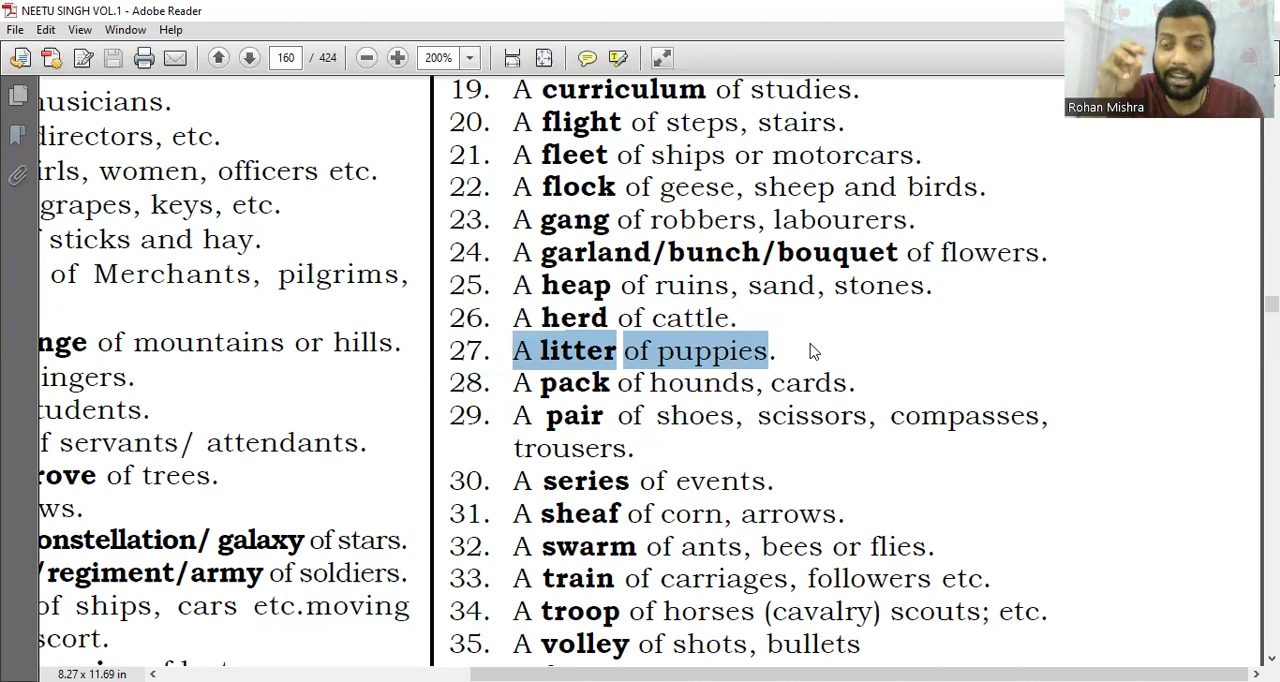 NEETU SINGH VOL.1 - Adobe Reader
File Edit View Window Help
160 / 424 200%
Rohan Mishra
musicians.
directors, etc.
irls, women, officers etc.
grapes, keys, etc.
sticks and hay.
of Merchants, pilgrims,
nge of mountains or hills.
ingers.
tudents.
f servants/ attendants.
rove of trees.
ws.
onstellation/ galaxy of stars.
/regiment/army of soldiers.
of ships, cars etc.moving
scort.
19. A curriculum of studies.
20. A flight of steps, stairs.
21. A fleet of ships or motorcars.
22. A flock of geese, sheep and birds.
23. A gang of robbers, labourers.
24. A garland/bunch/bouquet of flowers.
25. A heap of ruins, sand, stones.
26. A herd of cattle.
27. A litter of puppies.
28. A pack of hounds, cards.
29. A pair of shoes, scissors, compasses,
trousers.
30. A series of events.
31. A sheaf of corn, arrows.
32. A swarm of ants, bees or flies.
33. A train of carriages, followers etc.
34. A troop of horses (cavalry) scouts; etc.
35. A volley of shots, bullets
8.27 x 11.69 in